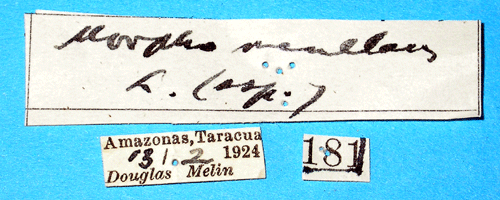 Morpho menelaus
L. (ssp.)
Amazonas, Taracua
13/.2 1924
Douglas Melin
181